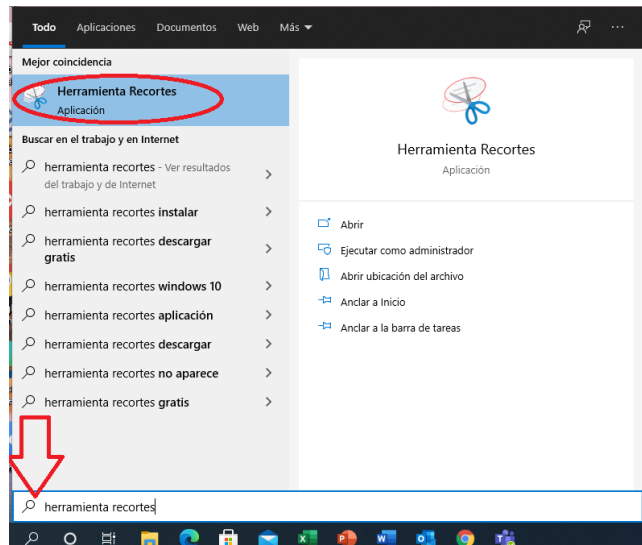 Todo Aplicaciones Documentos Web Más
Mejor coincidencia
Herramienta Recortes
Aplicación
Buscar en el trabajo y en Internet
herramienta recortes - Ver resultados
del trabajo y de Internet
herramienta recortes instalar
herramienta recortes descargar
gratis
herramienta recortes windows 10
herramienta recortes aplicación
herramienta recortes descargar
herramienta recortes no aparece
herramienta recortes gratis
Herramienta Recortes
Aplicación
Abrir
Ejecutar como administrador
Abrir ubicación del archivo
Anclar a Inicio
Anclar a la barra de tareas
herramienta recortes